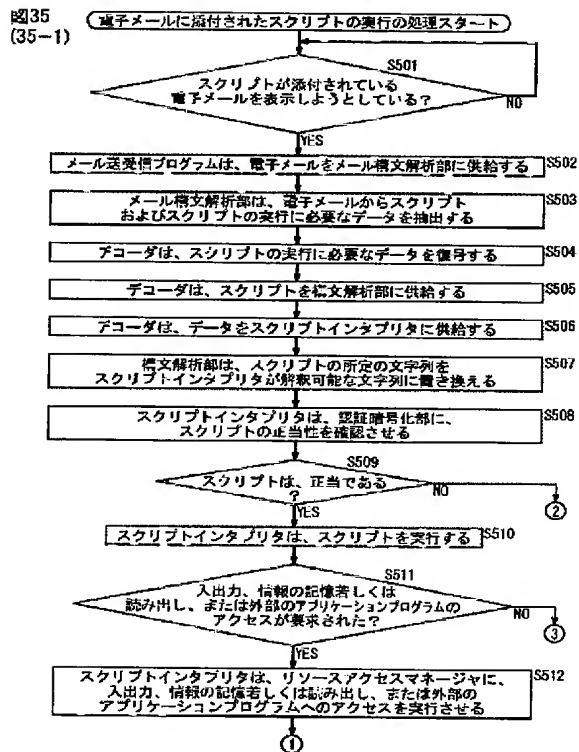 図35
(35-1)
電子メールに添付されたスクリプトの実行の処理スタート
S501
スクリプトが添付されている
電子メールを表示しようとしている?
NO
YES
メール送受信プログラムは、電子メールをメール構文解析部に供給する
S502
メール構文解析部は、電子メールからスクリプト
およびスクリプトの実行に必要なデータを抽出する
S503
デコーダは、スクリプトの実行に必要なデータを復号する
S504
デコーダは、スクリプトを構文解析部に供給する
S505
デコーダは、データをスクリプトインタプリタに供給する
S506
構文解析部は、スクリプトの所定の文字列を
スクリプトインタプリタが解釈可能な文字列に置き換える
S507
スクリプトインタプリタは、認証暗号化部に、
スクリプトの正当性を確認させる
S508
S509
スクリプトは、正当である
?
NO
②
YES
スクリプトインタプリタは、スクリプトを実行する
S510
S511
入出力、情報の記憶若しくは
読み出し、または外部のアプリケーションプログラムの
アクセスが要求された?
NO
③
YES
スクリプトインタプリタは、リソースアクセスマネージャに、
入出力、情報の記憶若しくは読み出し、または外部の
アプリケーションプログラムへのアクセスを実行させる
S512
①